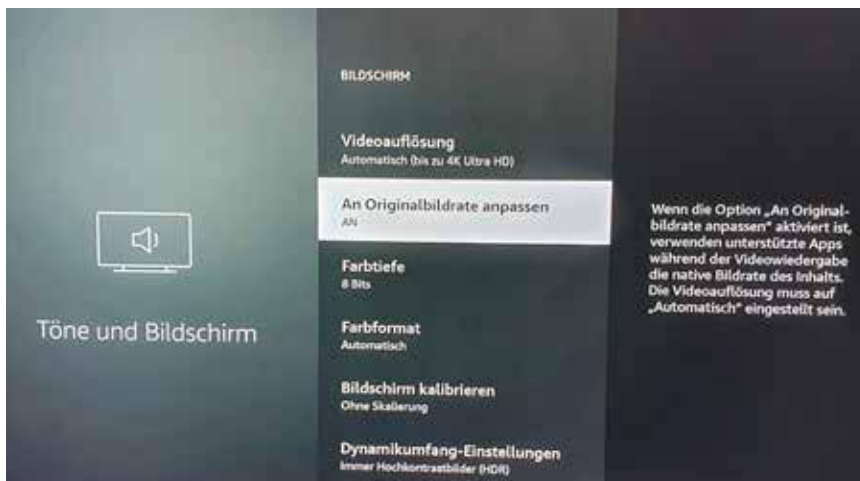 BILDSCHIRM
Videoauflösung
Automatisch (bis zu 4K Ultra HD)
An Originalbildrate anpassen
AN
Farbtiefe
8 Bits
Farbformat
Automatisch
Bildschirm kalibrieren
Ohne Skalierung
Dynamikumfang-Einstellungen
Immer Hochkontrastbilder (HDR)
Töne und Bildschirm
Wenn die Option „An Original-
bildrate anpassen“ aktiviert ist,
verwenden unterstützte Apps
während der Videowiedergabe
die native Bildrate des Inhalts.
Die Videoauflösung muss auf
„Automatisch“ eingestellt sein.